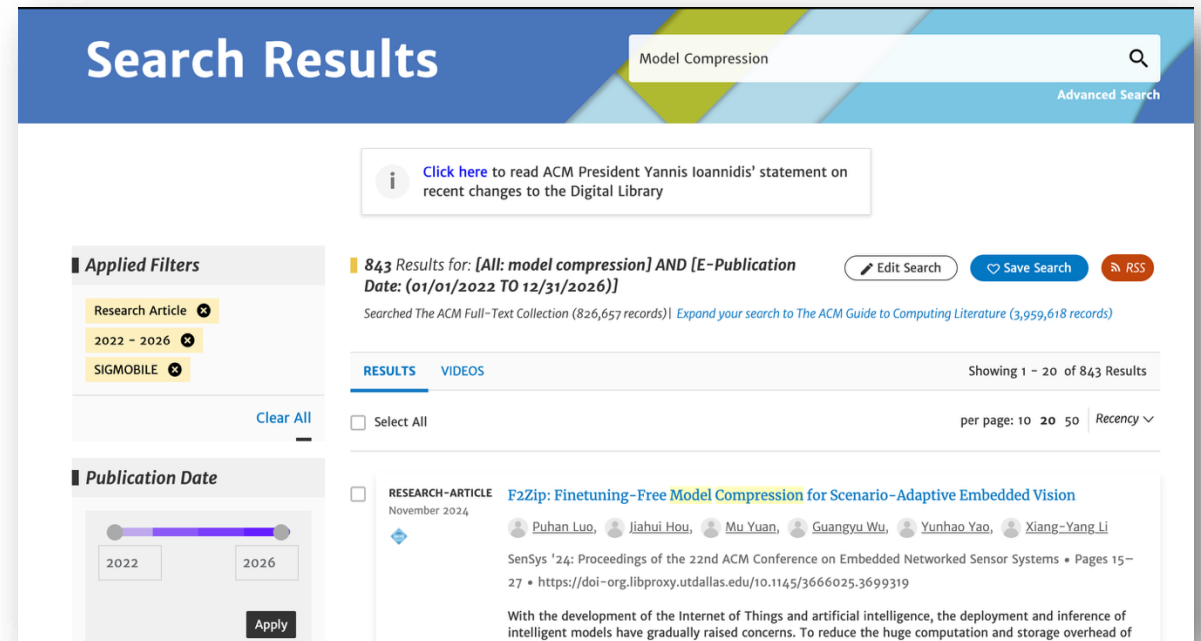 Search Results
Model Compression
Advanced Search
i
Click here to read ACM President Yannis Ioannidis' statement on
recent changes to the Digital Library
Applied Filters
Research Article
2022 - 2026
SIGMOBILE
Clear All
Publication Date
2022
2026
Apply
843 Results for: [All: model compression] AND [E-Publication
Date: (01/01/2022 TO 12/31/2026)]
Edit Search
Save Search
RSS
Searched The ACM Full-Text Collection (826,657 records)| Expand your search to The ACM Guide to Computing Literature (3,959,618 records)
RESULTS VIDEOS
Showing 1 - 20 of 843 Results
Select All
per page: 10 20 50 Recency
RESEARCH-ARTICLE
November 2024
F2Zip: Finetuning-Free Model Compression for Scenario-Adaptive Embedded Vision
Puhan Luo, Jiahui Hou, Mu Yuan, Guangyu Wu, Yunhao Yao, Xiang-Yang Li
SenSys '24: Proceedings of the 22nd ACM Conference on Embedded Networked Sensor Systems • Pages 15–
27 • https://doi-org.libproxy.utdallas.edu/10.1145/3666025.3699319
With the development of the Internet of Things and artificial intelligence, the deployment and inference of
intelligent models have gradually raised concerns. To reduce the huge computation and storage overhead of